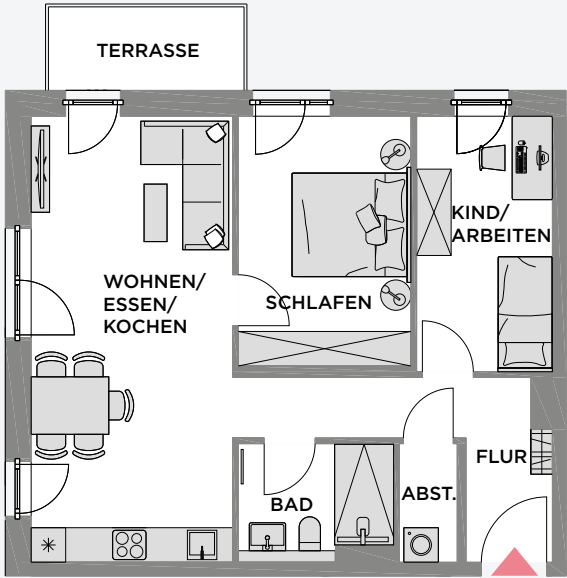 TERRASSE
WOHNEN/
ESSEN/
KOCHEN
SCHLAFEN
KIND/
ARBEITEN
BAD
ABST.
FLUR